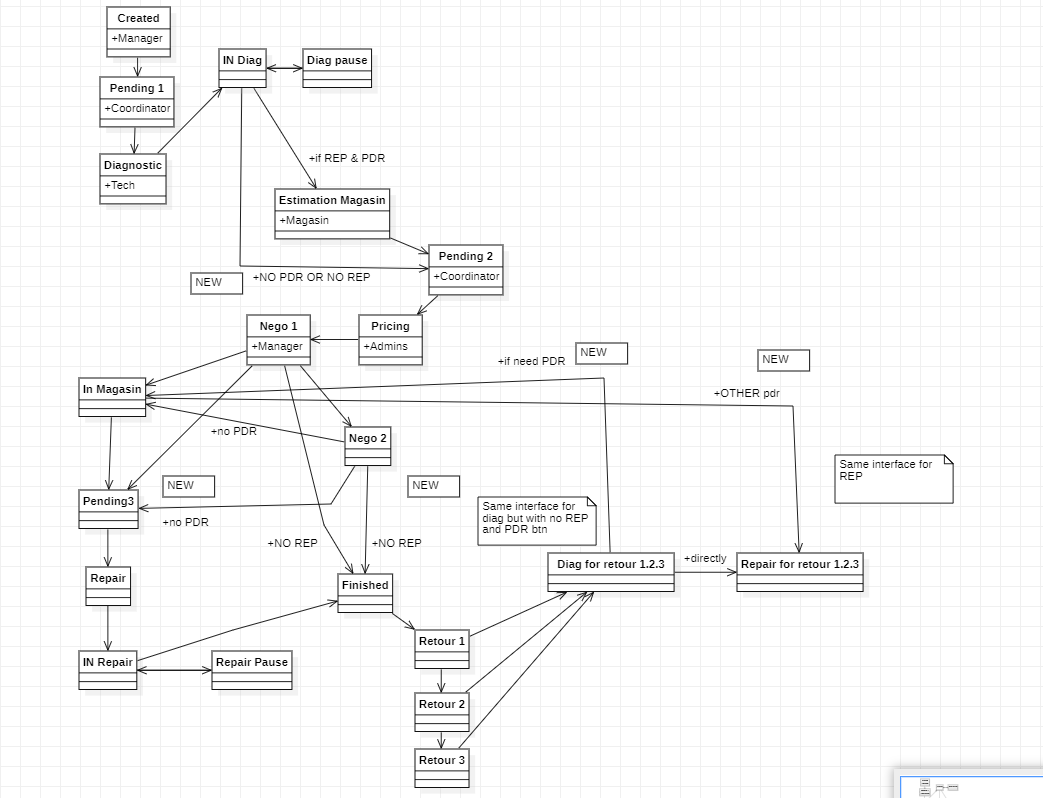 Created
+Manager
IN Diag
Diag pause
Pending 1
+Coordinator
Diagnostic
+Tech
+if REP & PDR
Estimation Magasin
+Magasin
Pending 2
+Coordinator
NEW
+NO PDR OR NO REP
Nego 1
+Manager
Pricing
+Admins
+if need PDR
NEW
NEW
In Magasin
+OTHER pdr
+no PDR
Nego 2
Same interface for
REP
Pending3
NEW
NEW
+no PDR
Same interface for
diag but with no REP
and PDR btn
+NO REP
+NO REP
Diag for retour 1.2.3
+directly
Repair for retour 1.2.3
Repair
Finished
Retour 1
IN Repair
Repair Pause
Retour 2
Retour 3